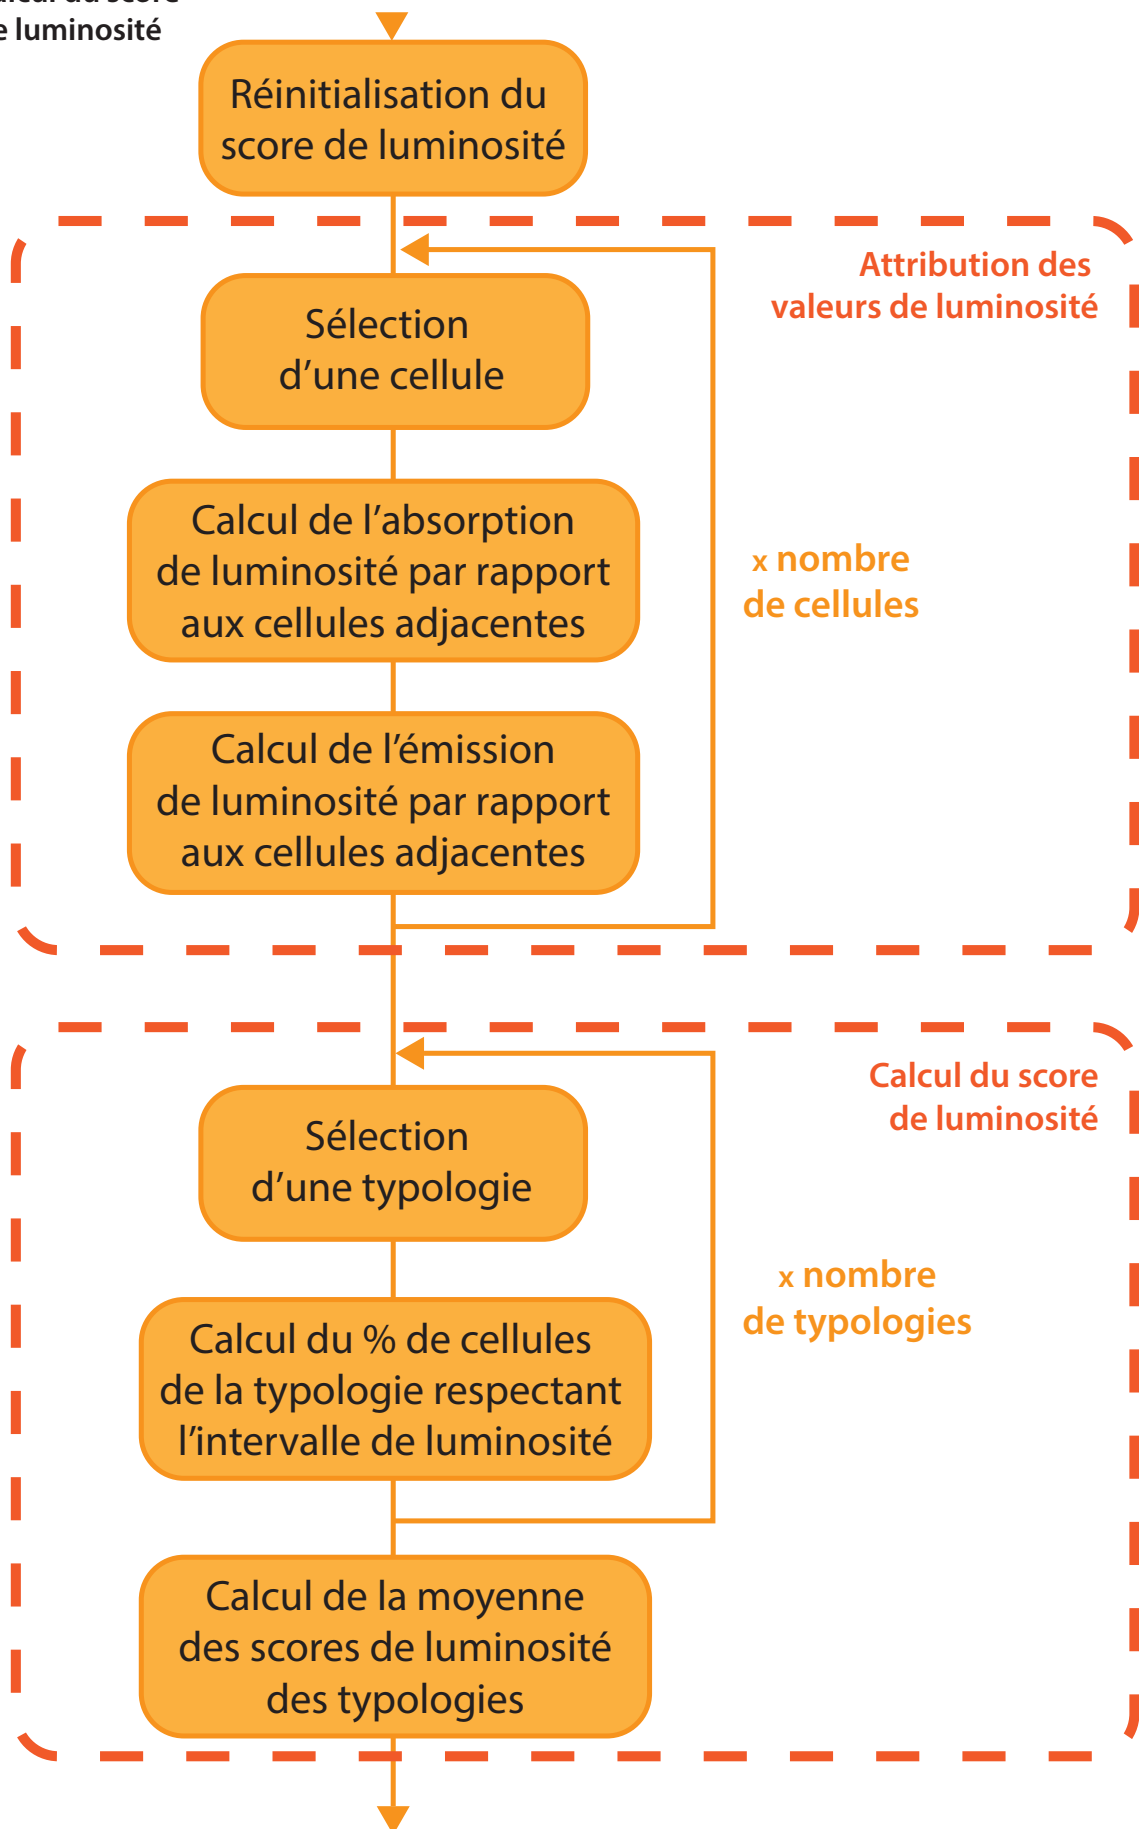 du score
luminosité
Réinitialisation du
score de luminosité
Attribution des
valeurs de luminosité
Sélection
d’une cellule
Calcul de l’absorption
de luminosité par rapport
aux cellules adjacentes
x nombre
de cellules
Calcul de l’émission
de luminosité par rapport
aux cellules adjacentes
Calcul du score
de luminosité
Sélection
d’une typologie
x nombre
de typologies
Calcul du % de cellules
de la typologie respectant
l’intervalle de luminosité
Calcul de la moyenne
des scores de luminosité
des typologies